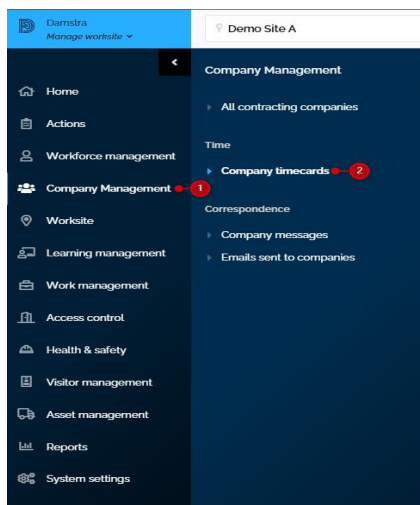 Damstra
Manage worksite
Demo Site A
Home
Actions
Workforce management
Company Management
1
Worksite
Learning management
Work management
Access control
Health & safety
Visitor management
Asset management
Reports
System settings
Company Management
All contracting companies
Time
Company timecards
2
Correspondence
Company messages
Emails sent to companies